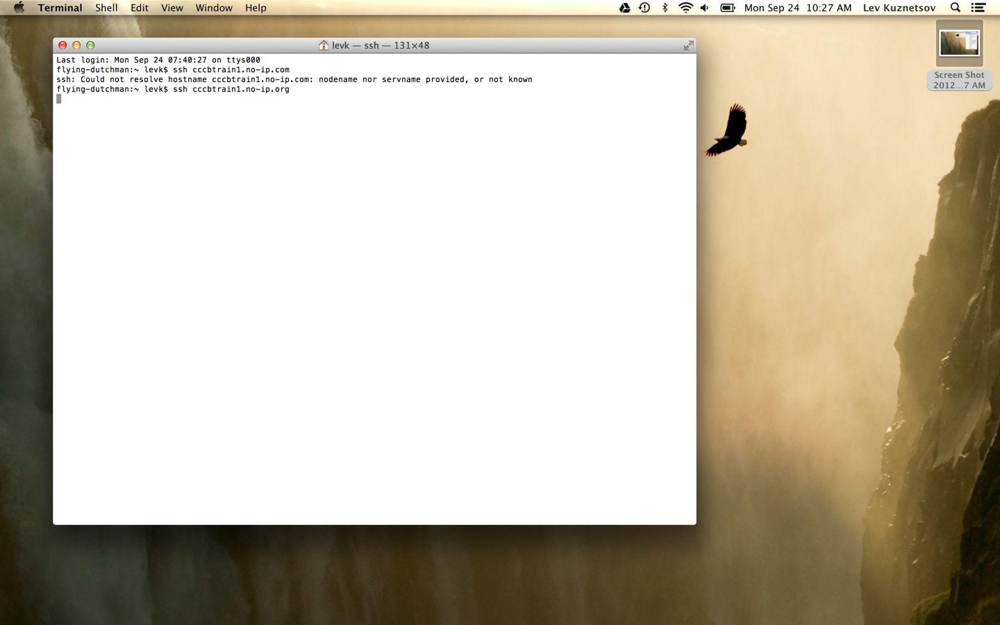 Terminal Shell Edit View Window Help Mon Sep 24 10:27 AM Lev Kuznetsov
levk — ssh — 131×48
Last login: Mon Sep 24 07:40:27 on ttys000
flying-dutchman:~ levk$ ssh cccbtrain1.no-ip.com
ssh: Could not resolve hostname cccbtrain1.no-ip.com: nodename nor servname provided, or not known
flying-dutchman:~ levk$ ssh cccbtrain1.no-ip.org
Screen Shot
2012...7 AM